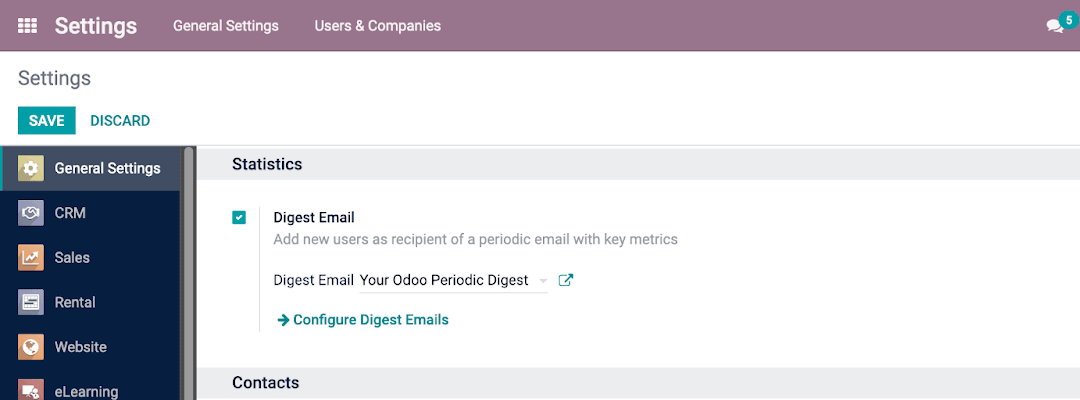 Settings General Settings Users & Companies 5
Settings
SAVE DISCARD
General Settings
CRM
Sales
Rental
Website
eLearning
Statistics
Digest Email
Add new users as recipient of a periodic email with key metrics
Digest Email Your Odoo Periodic Digest
Configure Digest Emails
Contacts